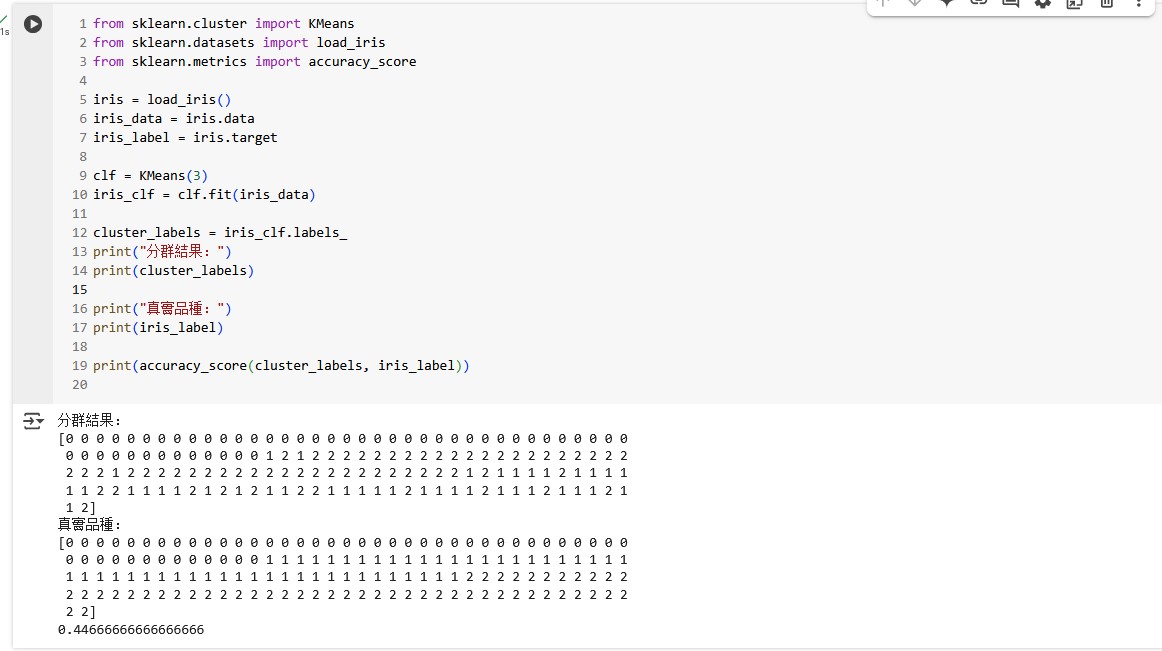 1s
1 from sklearn.cluster import KMeans
2 from sklearn.datasets import load_iris
3 from sklearn.metrics import accuracy_score
4
5 iris = load_iris()
6 iris_data = iris.data
7 iris_label = iris.target
8
9 clf = KMeans(3)
10 iris_clf = clf.fit(iris_data)
11
12 cluster_labels = iris_clf.labels_
13 print("分群結果：")
14 print(cluster_labels)
15
16 print("真實品種：")
17 print(iris_label)
18
19 print(accuracy_score(cluster_labels, iris_label))
20
分群結果：
[0 0 0 0 0 0 0 0 0 0 0 0 0 0 0 0 0 0 0 0 0 0 0 0 0 0 0 0 0 0 0 0 0 0 0 0 0
0 0 0 0 0 0 0 0 0 0 0 0 0 1 2 1 2 2 2 2 2 2 2 2 2 2 2 2 2 2 2 2 2 2 2 2 2
2 2 2 1 2 2 2 2 2 2 2 2 2 2 2 2 2 2 2 2 2 2 2 2 2 2 1 2 1 1 1 1 2 1 1 1 1
1 1 2 2 1 1 1 1 2 1 2 1 2 1 1 2 2 1 1 1 1 1 2 1 1 1 1 2 1 1 1 2 1 1 1 2 1
1 2]
真實品種：
[0 0 0 0 0 0 0 0 0 0 0 0 0 0 0 0 0 0 0 0 0 0 0 0 0 0 0 0 0 0 0 0 0 0 0 0 0
0 0 0 0 0 0 0 0 0 0 0 0 0 1 1 1 1 1 1 1 1 1 1 1 1 1 1 1 1 1 1 1 1 1 1 1 1
1 1 1 1 1 1 1 1 1 1 1 1 1 1 1 1 1 1 1 1 1 1 1 1 1 1 2 2 2 2 2 2 2 2 2 2 2
2 2 2 2 2 2 2 2 2 2 2 2 2 2 2 2 2 2 2 2 2 2 2 2 2 2 2 2 2 2 2 2 2 2 2 2 2
2 2]
0.44666666666666666